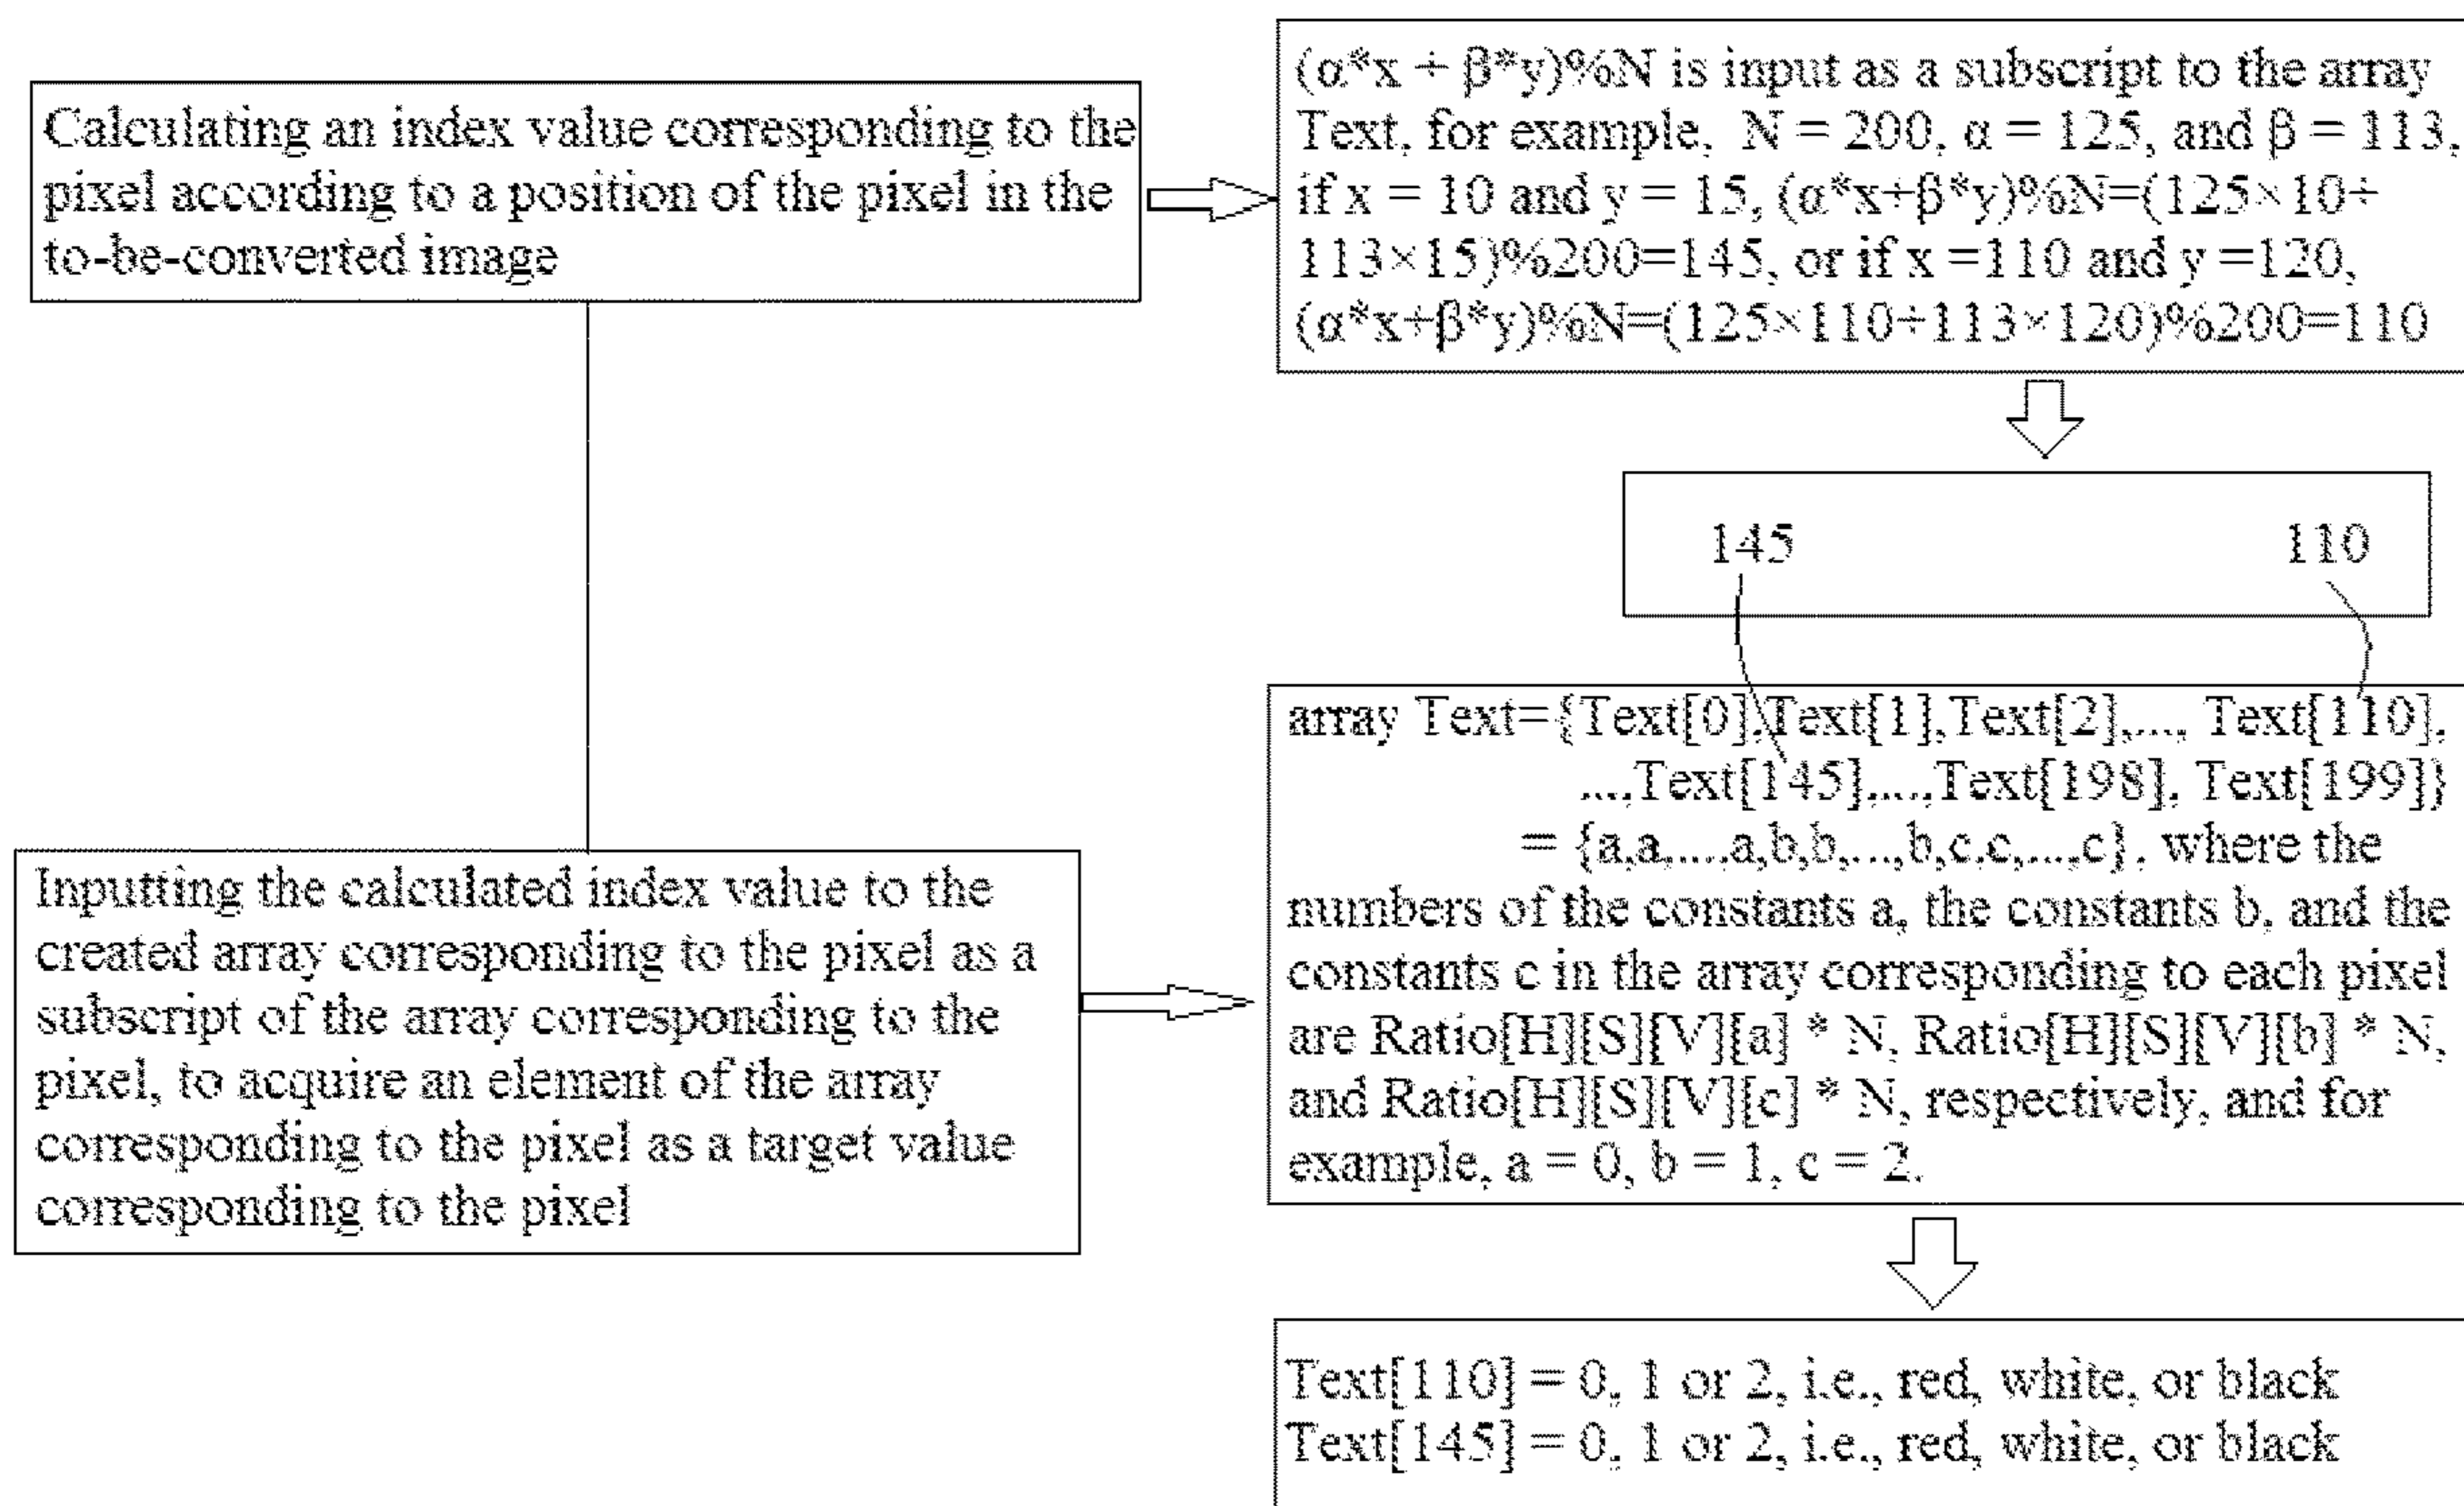 Calculating an index value corresponding to the
pixel according to a position of the pixel in the
to-be-converted image
(α*x + β*y)%N is input as a subscript to the array
Text, for example, N = 200, α = 125, and β = 113,
if x = 10 and y = 15, (α*x+β*y)%N=(125×10+
113×15)%200=145, or if x =110 and y =120,
(α*x+β*y)%N=(125×110+113×120)%200=110
145 110
Inputting the calculated index value to the
created array corresponding to the pixel as a
subscript of the array corresponding to the
pixel, to acquire an element of the array
corresponding to the pixel as a target value
corresponding to the pixel
array Text={Text[0],Text[1],Text[2],..., Text[110],
...,Text[145],...,Text[198], Text[199]}
= {a,a,...,a,b,b,...,b,c,c,...,c}, where the
numbers of the constants a, the constants b, and the
constants c in the array corresponding to each pixel
are Ratio[H][S][V][a] * N, Ratio[H][S][V][b] * N,
and Ratio[H][S][V][c] * N, respectively, and for
example, a = 0, b = 1, c = 2.
Text[110] = 0, 1 or 2, i.e., red, white, or black
Text[145] = 0, 1 or 2, i.e., red, white, or black